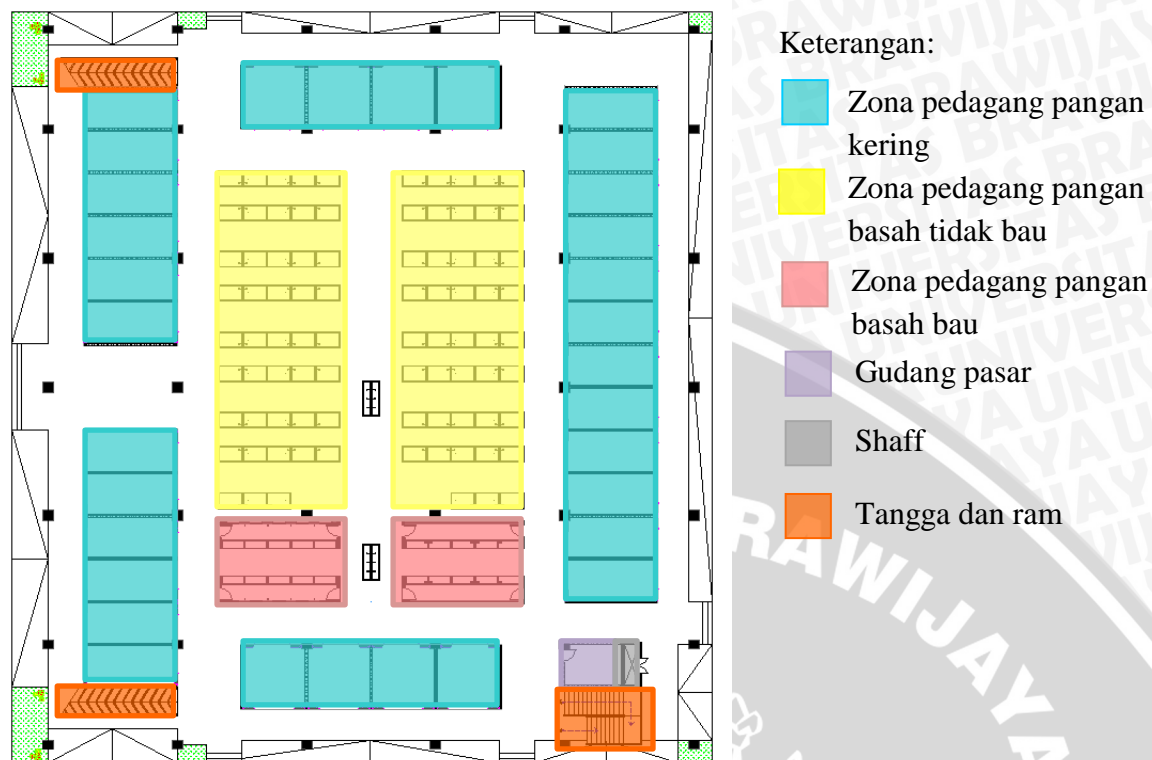 Keterangan:
Zona pedagang pangan
kering
Zona pedagang pangan
basah tidak bau
Zona pedagang pangan
basah bau
Gudang pasar
Shaff
Tangga dan ram
RAWIJAYA